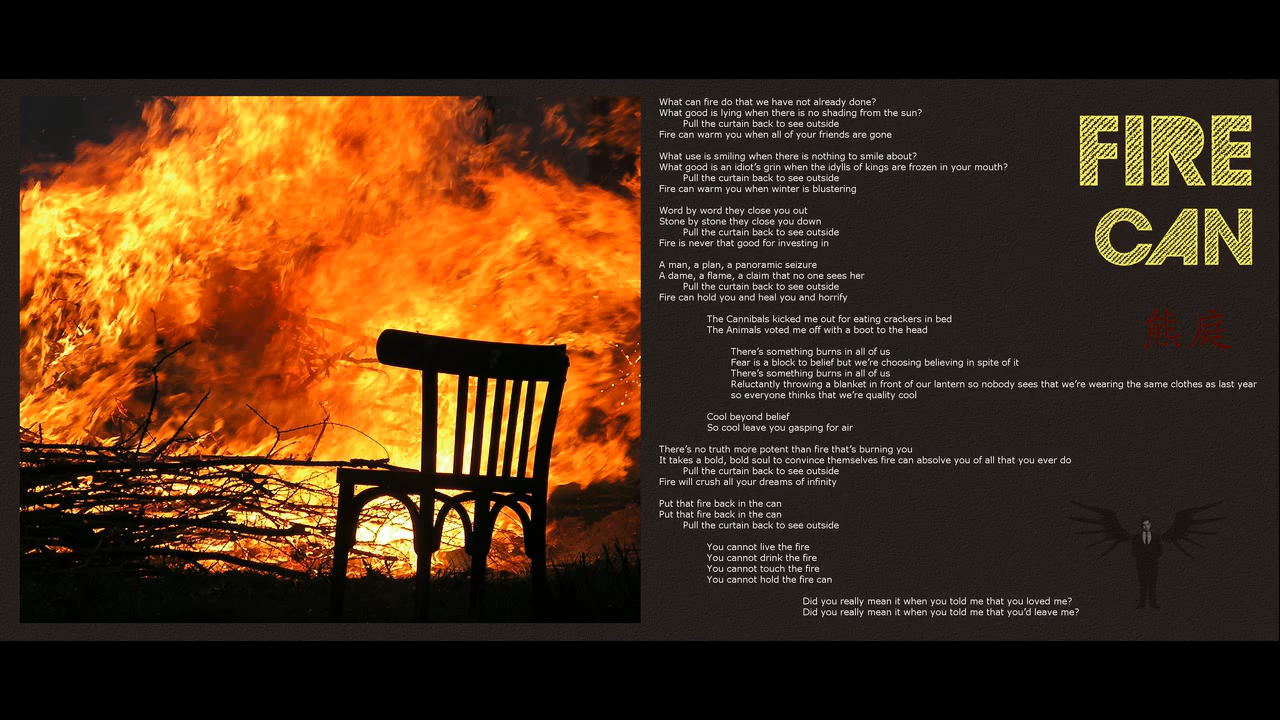 What can fire do that we have not already done?
What good is lying when there is no shading from the sun?
Pull the curtain back to see outside
Fire can warm you when all of your friends are gone
What use is smiling when there is nothing to smile about?
What good is an idiot's grin when the idylls of kings are frozen in your mouth?
Pull the curtain back to see outside
Fire can warm you when winter is blustering
Word by word they close you out
Stone by stone they close you down
Pull the curtain back to see outside
Fire is never that good for investing in
A man, a plan, a panoramic seizure
A dame, a flame, a claim that no one sees her
Pull the curtain back to see outside
Fire can hold you and heal you and horrify
The Cannibals kicked me out for eating crackers in bed
The Animals voted me off with a boot to the head
There's something burns in all of us
Fear is a block to belief but we're choosing believing in spite of it
There's something burns in all of us
Reluctantly throwing a blanket in front of our lantern so nobody sees that we're wearing the same clothes as last year
so everyone thinks that we're quality cool
Cool beyond belief
So cool leave you gasping for air
There's no truth more potent than fire that's burning you
It takes a bold, bold soul to convince themselves fire can absolve you of all that you ever do
Pull the curtain back to see outside
Fire will crush all your dreams of infinity
Put that fire back in the can
Put that fire back in the can
Pull the curtain back to see outside
You cannot live the fire
You cannot drink the fire
You cannot touch the fire
You cannot hold the fire can
Did you really mean it when you told me that you loved me?
Did you really mean it when you told me that you'd leave me?
FIRE
CAN
熊庭